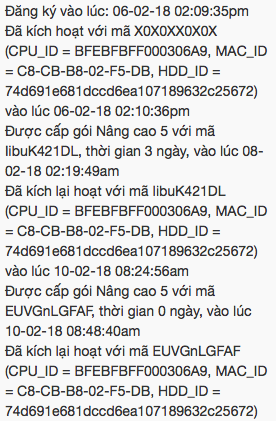 Đăng ký vào lúc: 06-02-18 02:09:35pm
Đã kích hoạt với mã X0X0XX0X0X
(CPU_ID = BFEBFBFF000306A9, MAC_ID
= C8-CB-B8-02-F5-DB, HDD_ID =
74d691e681dccd6ea107189632c25672)
vào lúc 06-02-18 02:10:36pm
Được cấp gói Nâng cao 5 với mã
libuK421DL, thời gian 3 ngày, vào lúc 08-
02-18 02:19:49am
Đã kích lại hoạt với mã libuK421DL
(CPU_ID = BFEBFBFF000306A9, MAC_ID
= C8-CB-B8-02-F5-DB, HDD_ID =
74d691e681dccd6ea107189632c25672)
vào lúc 10-02-18 08:24:56am
Được cấp gói Nâng cao 5 với mã
EUVGnLGFAF, thời gian 0 ngày, vào lúc
10-02-18 08:48:40am
Đã kích lại hoạt với mã EUVGnLGFAF
(CPU_ID = BFEBFBFF000306A9, MAC_ID
= C8-CB-B8-02-F5-DB, HDD_ID =
74d691e681dccd6ea107189632c25672)